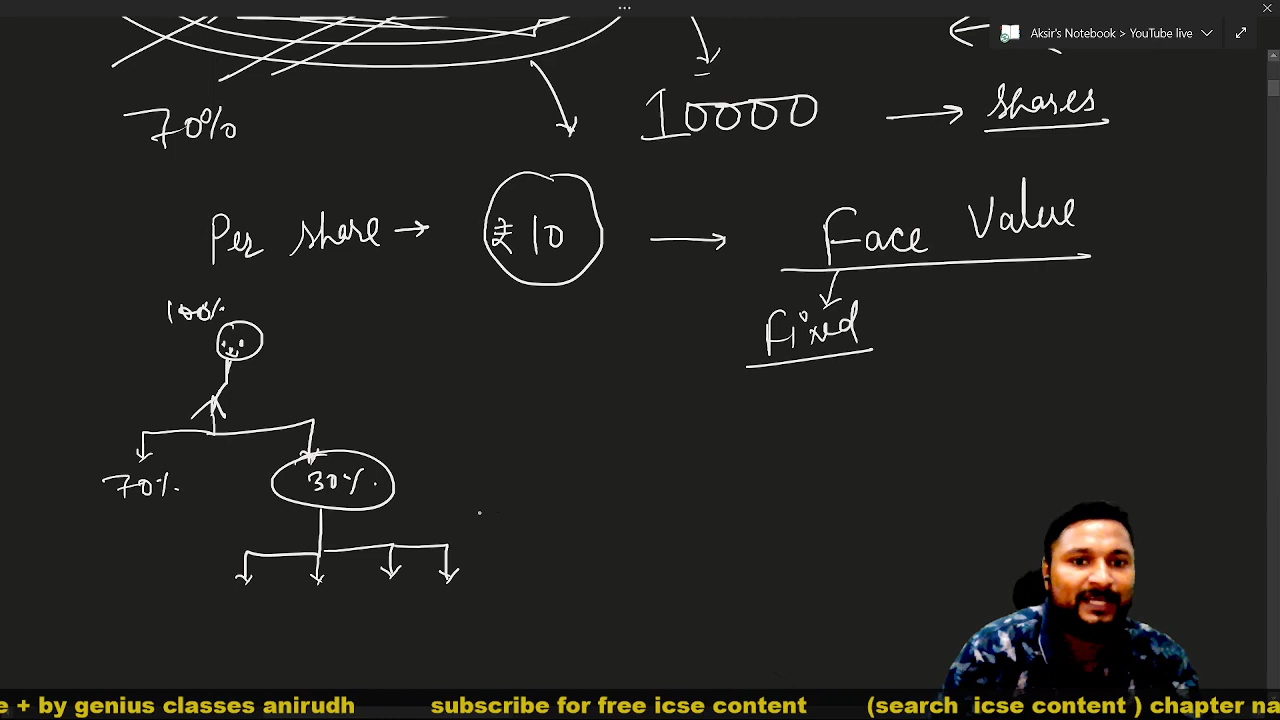 Aksir's Notebook > YouTube live
70%
10000 → shares
Per share → ₹ 10 → Face Value
Fixed
100%
70%
30%
e + by genius classes anirudh subscribe for free icse content (search icse content ) chapter na